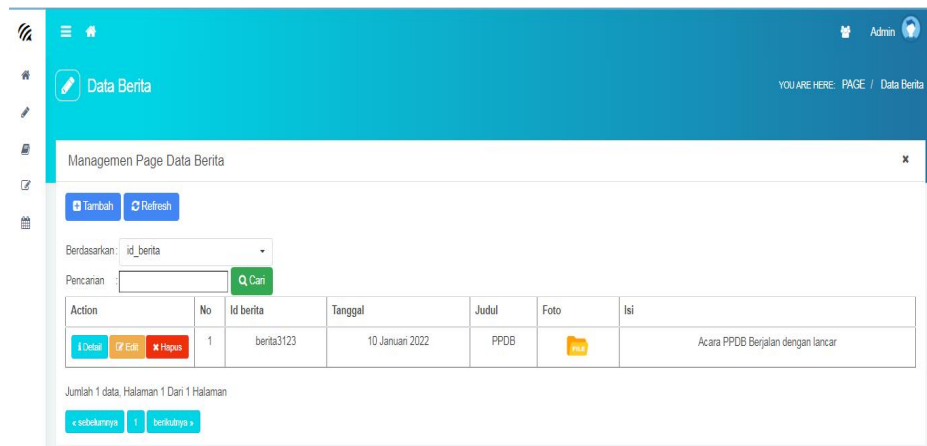 Admin
Data Berita
YOU ARE HERE: PAGE / Data Berita
Managemen Page Data Berita
x
Tambah Refresh
Berdasarkan : id_berita
Pencarian : Cari
Action No Id berita Tanggal Judul Foto Isi
Detail Edit Hapus 1 berita3123 10 Januari 2022 PPDB FILE Acara PPDB Berjalan dengan lancar
Jumlah 1 data, Halaman 1 Dari 1 Halaman
« sebelumnya 1 berikutnya »